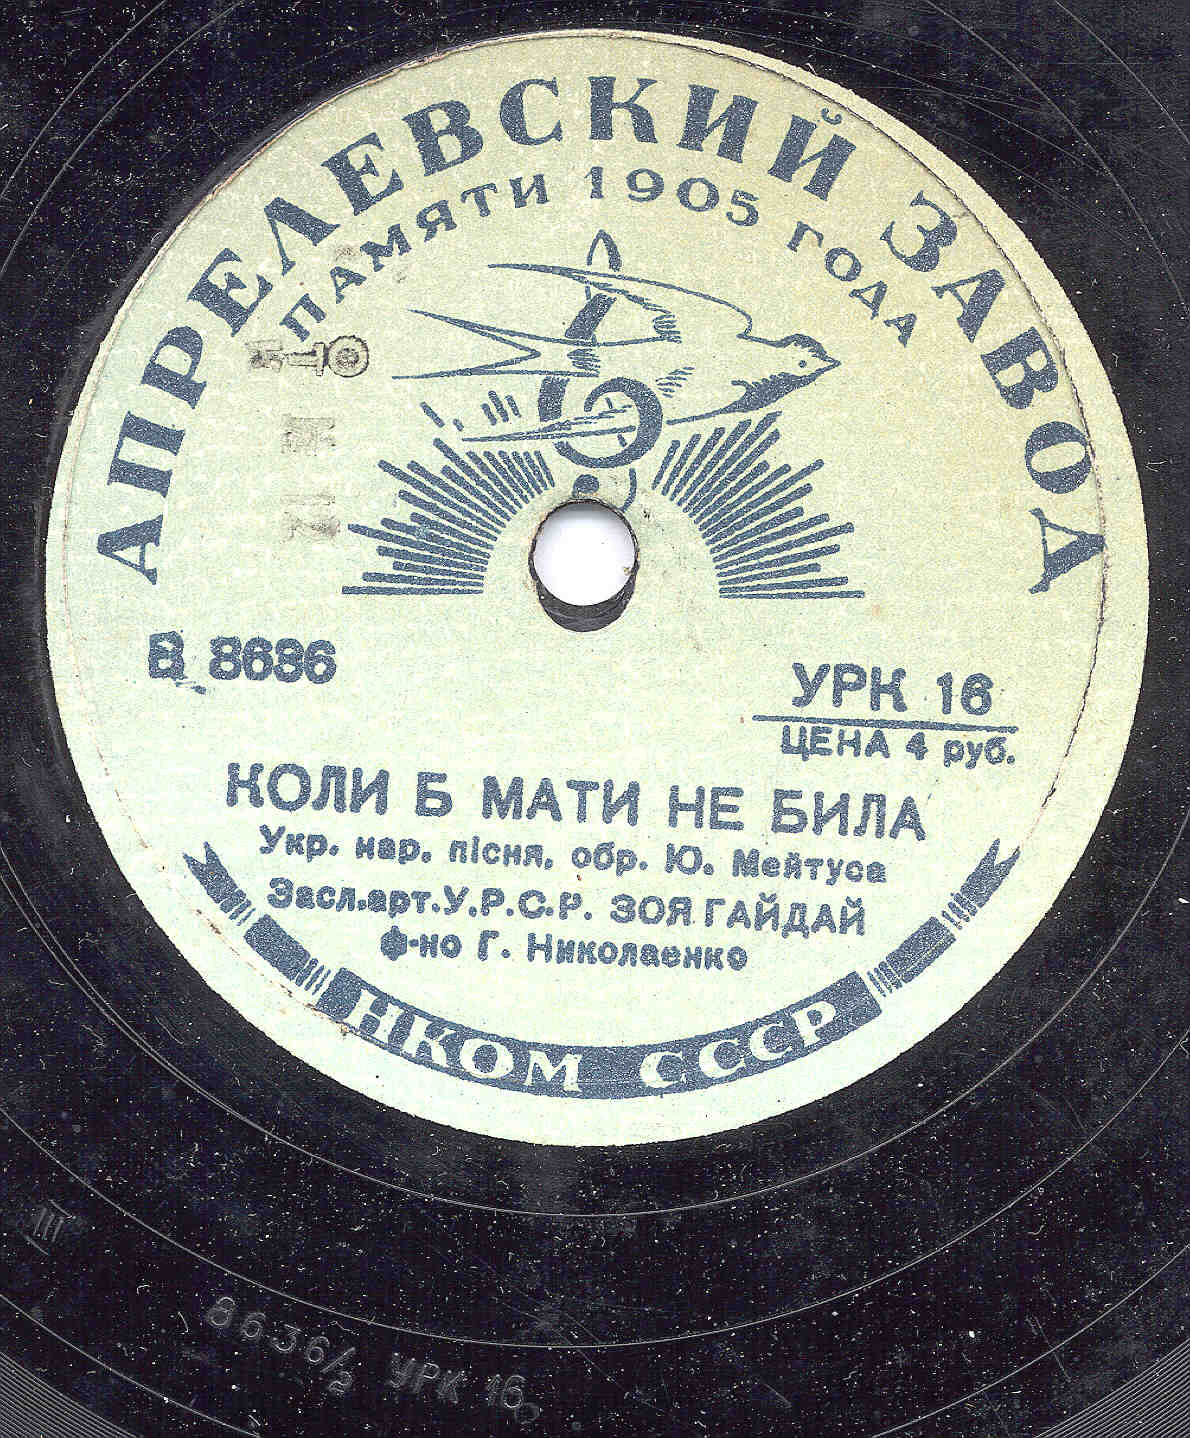 АПРЕЛЕВСКИЙ ЗАВОД
ПАМЯТИ 1905 ГОДА
В 8686
УРК 16
ЦЕНА 4 руб.
КОЛИ Б МАТИ НЕ БИЛА
Укр. нар. пісня, обр. Ю. Мейтуса
Засл.арт.У.Р.С.Р. ЗОЯ ГАЙДАЙ
Ф-но Г. Николаенко
НКОМ СССР
III
8636/2 УРК 16